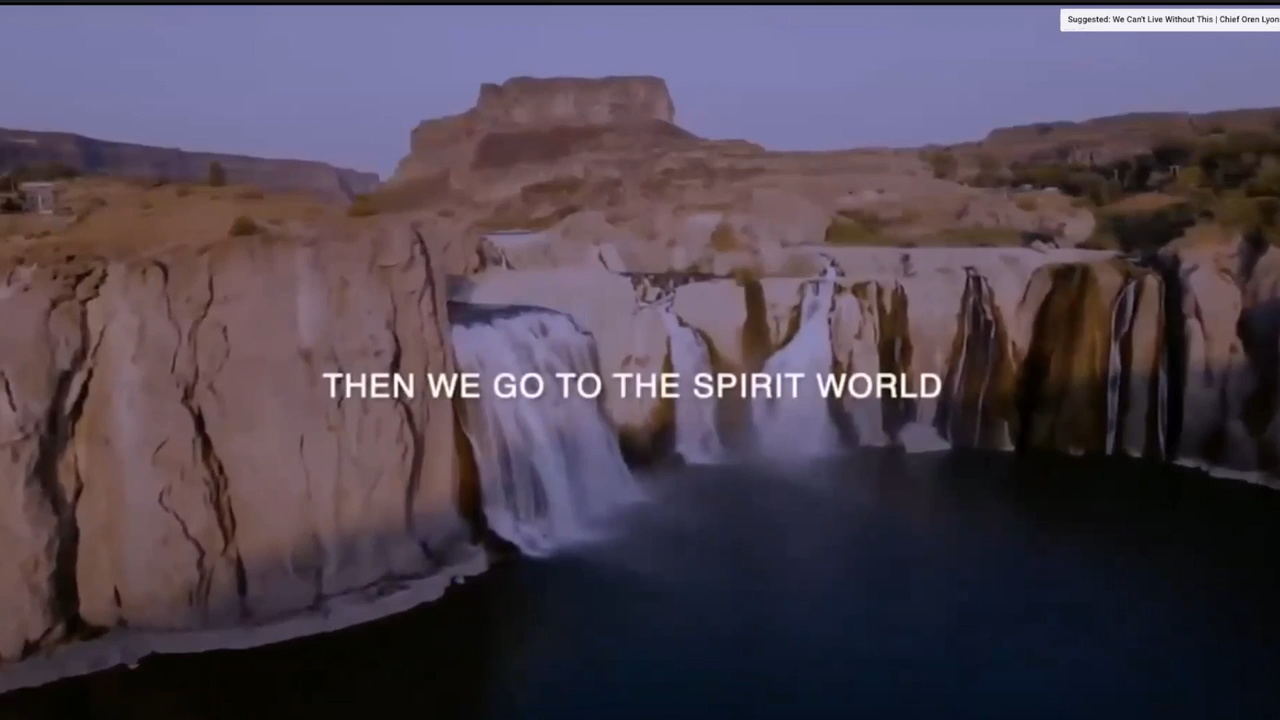 Suggested: We Can't Live Without This | Chief Oren Lyon
THEN WE GO TO THE SPIRIT WORLD